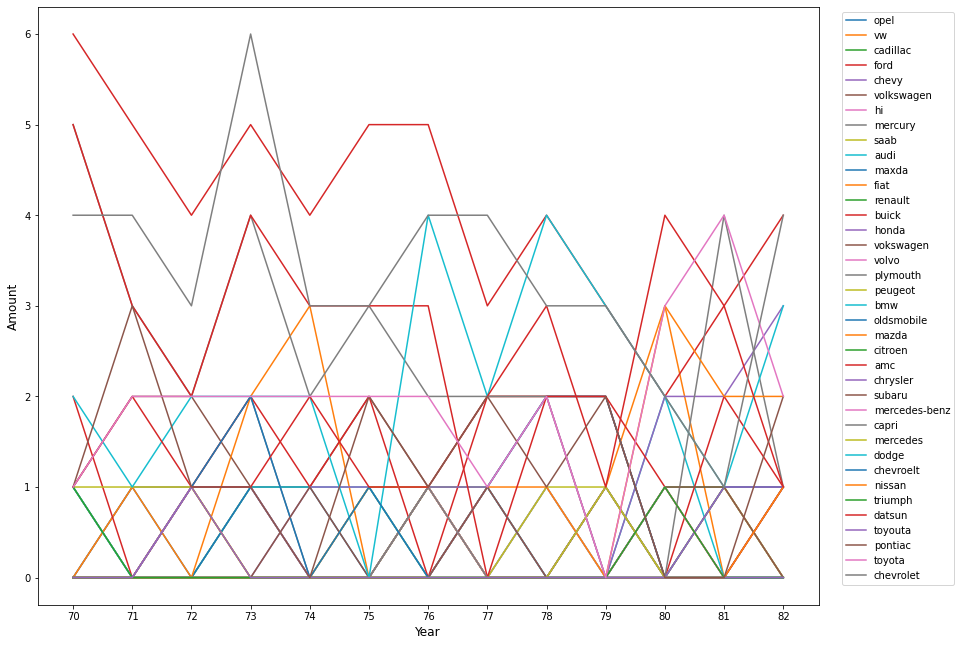 6
5
4
3
2
1
0
Amount
70 71 72 73 74 75 76 77 78 79 80 81 82
Year
opel
vw
cadillac
ford
chevy
volkswagen
hi
mercury
saab
audi
maxda
fiat
renault
buick
honda
vokswagen
volvo
plymouth
peugeot
bmw
oldsmobile
mazda
citroen
amc
chrysler
subaru
mercedes-benz
capri
mercedes
dodge
chevroelt
nissan
triumph
datsun
toyouta
pontiac
toyota
chevrolet